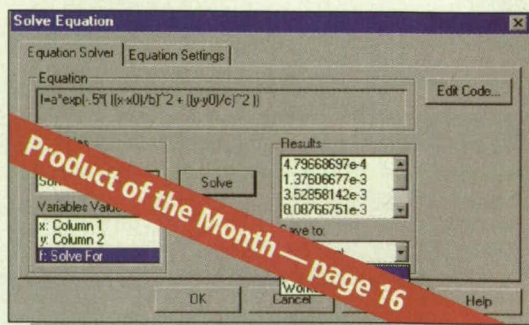 Solve Equation
Equation Solver
Equation Settings
Equation
f=a*exp(-.5*( ((x-x0)/b)^2 + ((y-y0)/c)^2 ))
Edit Code...
Results
4.79668697e-4
1.37606677e-3
3.52858142e-3
8.08766751e-3
Solve
Variables Value
x: Column 1
y: Column 2
f: Solve For
Save to:
Product of the Month—page 16
OK
Cancel
Help